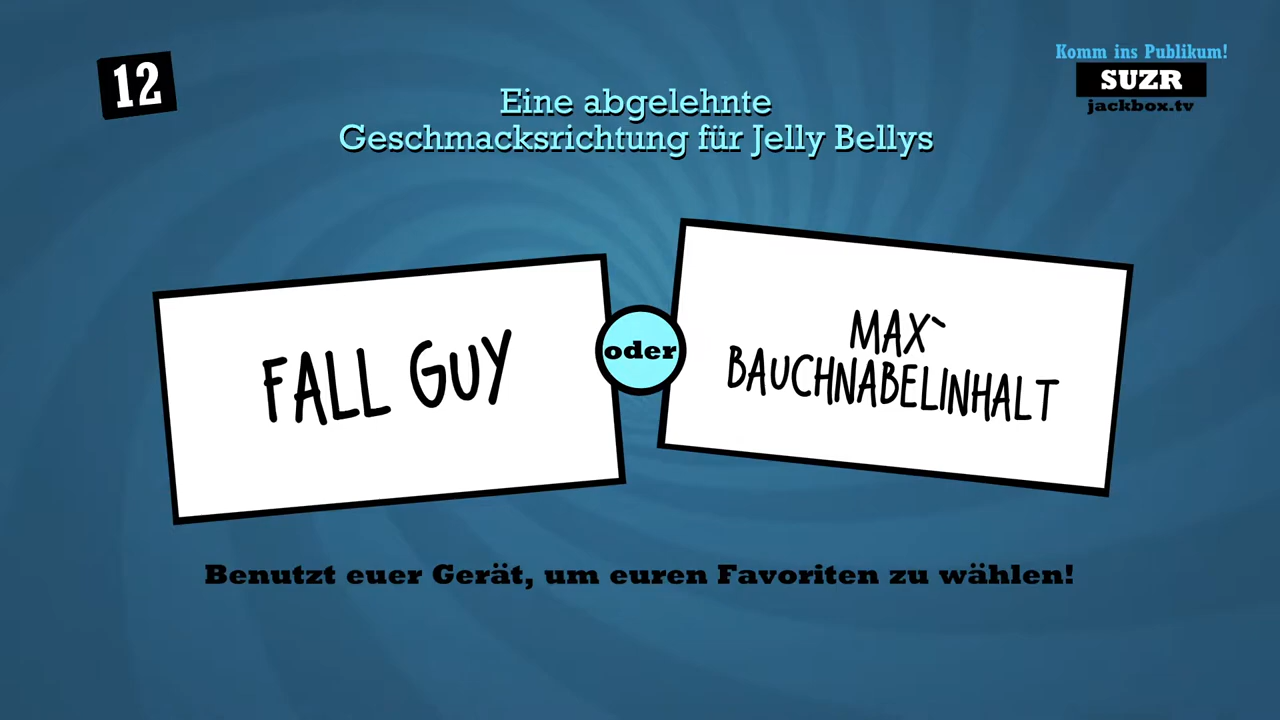 12
Komm ins Publikum!
SUZR
jackbox.tv
Eine abgelehnte
Geschmacksrichtung für Jelly Bellys
FALL GUY
oder
MAX`
BAUCHNABELINHALT
Benutzt euer Gerät, um euren Favoriten zu wählen!